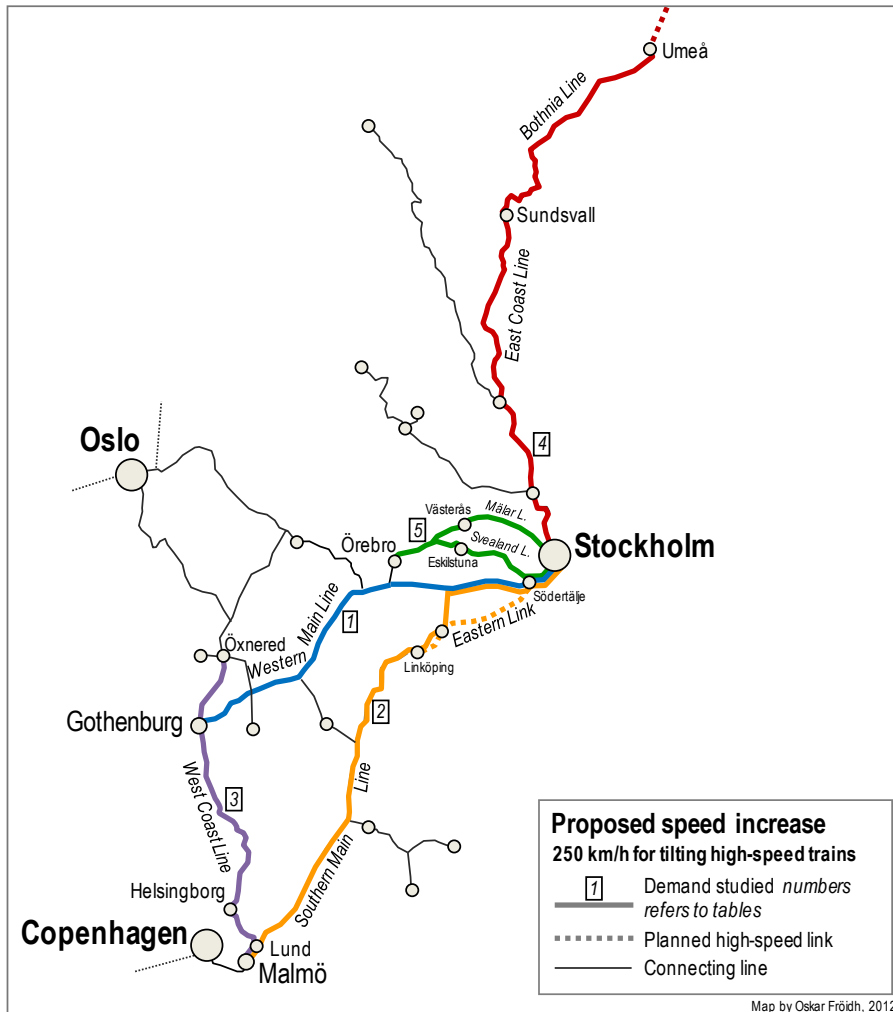 Umeå
Bothnia Line
Sundsvall
East Coast Line
4
Oslo
Västerås
Mälar L.
5
Svealand L.
Örebro
Eskilstuna
Stockholm
Södertälje
Main Line
1
Eastern Link
Öxnered
Western
Linköping
2
Gothenburg
Line
West Coast Line
3
Southern Main
Helsingborg
Copenhagen
Lund
Malmö
Proposed speed increase
250 km/h for tilting high-speed trains
1
Demand studied numbers
refers to tables
Planned high-speed link
Connecting line
Map by Oskar Fröidh, 2012